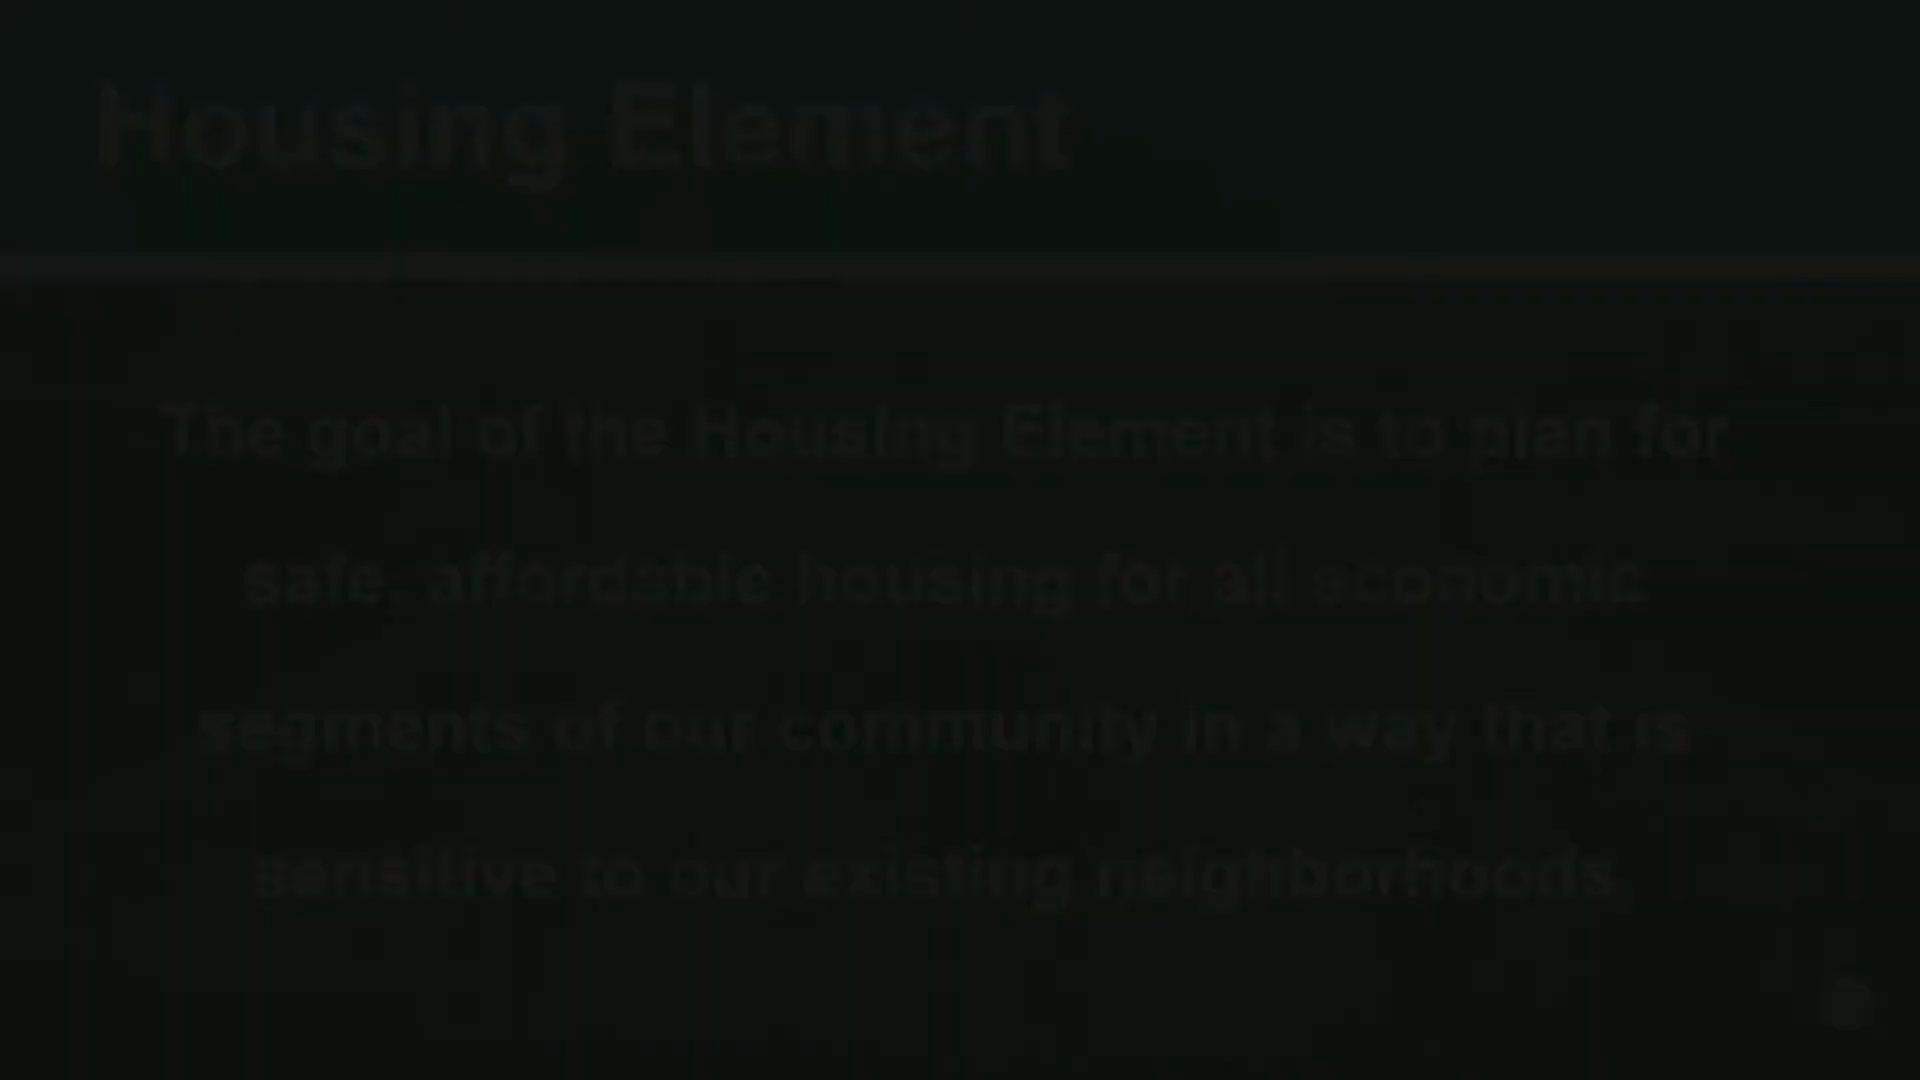 Housing Element
The goal of the Housing Element is to plan for
safe, affordable housing for all economic
segments of our community in a way that is
sensitive to our existing neighborhoods.